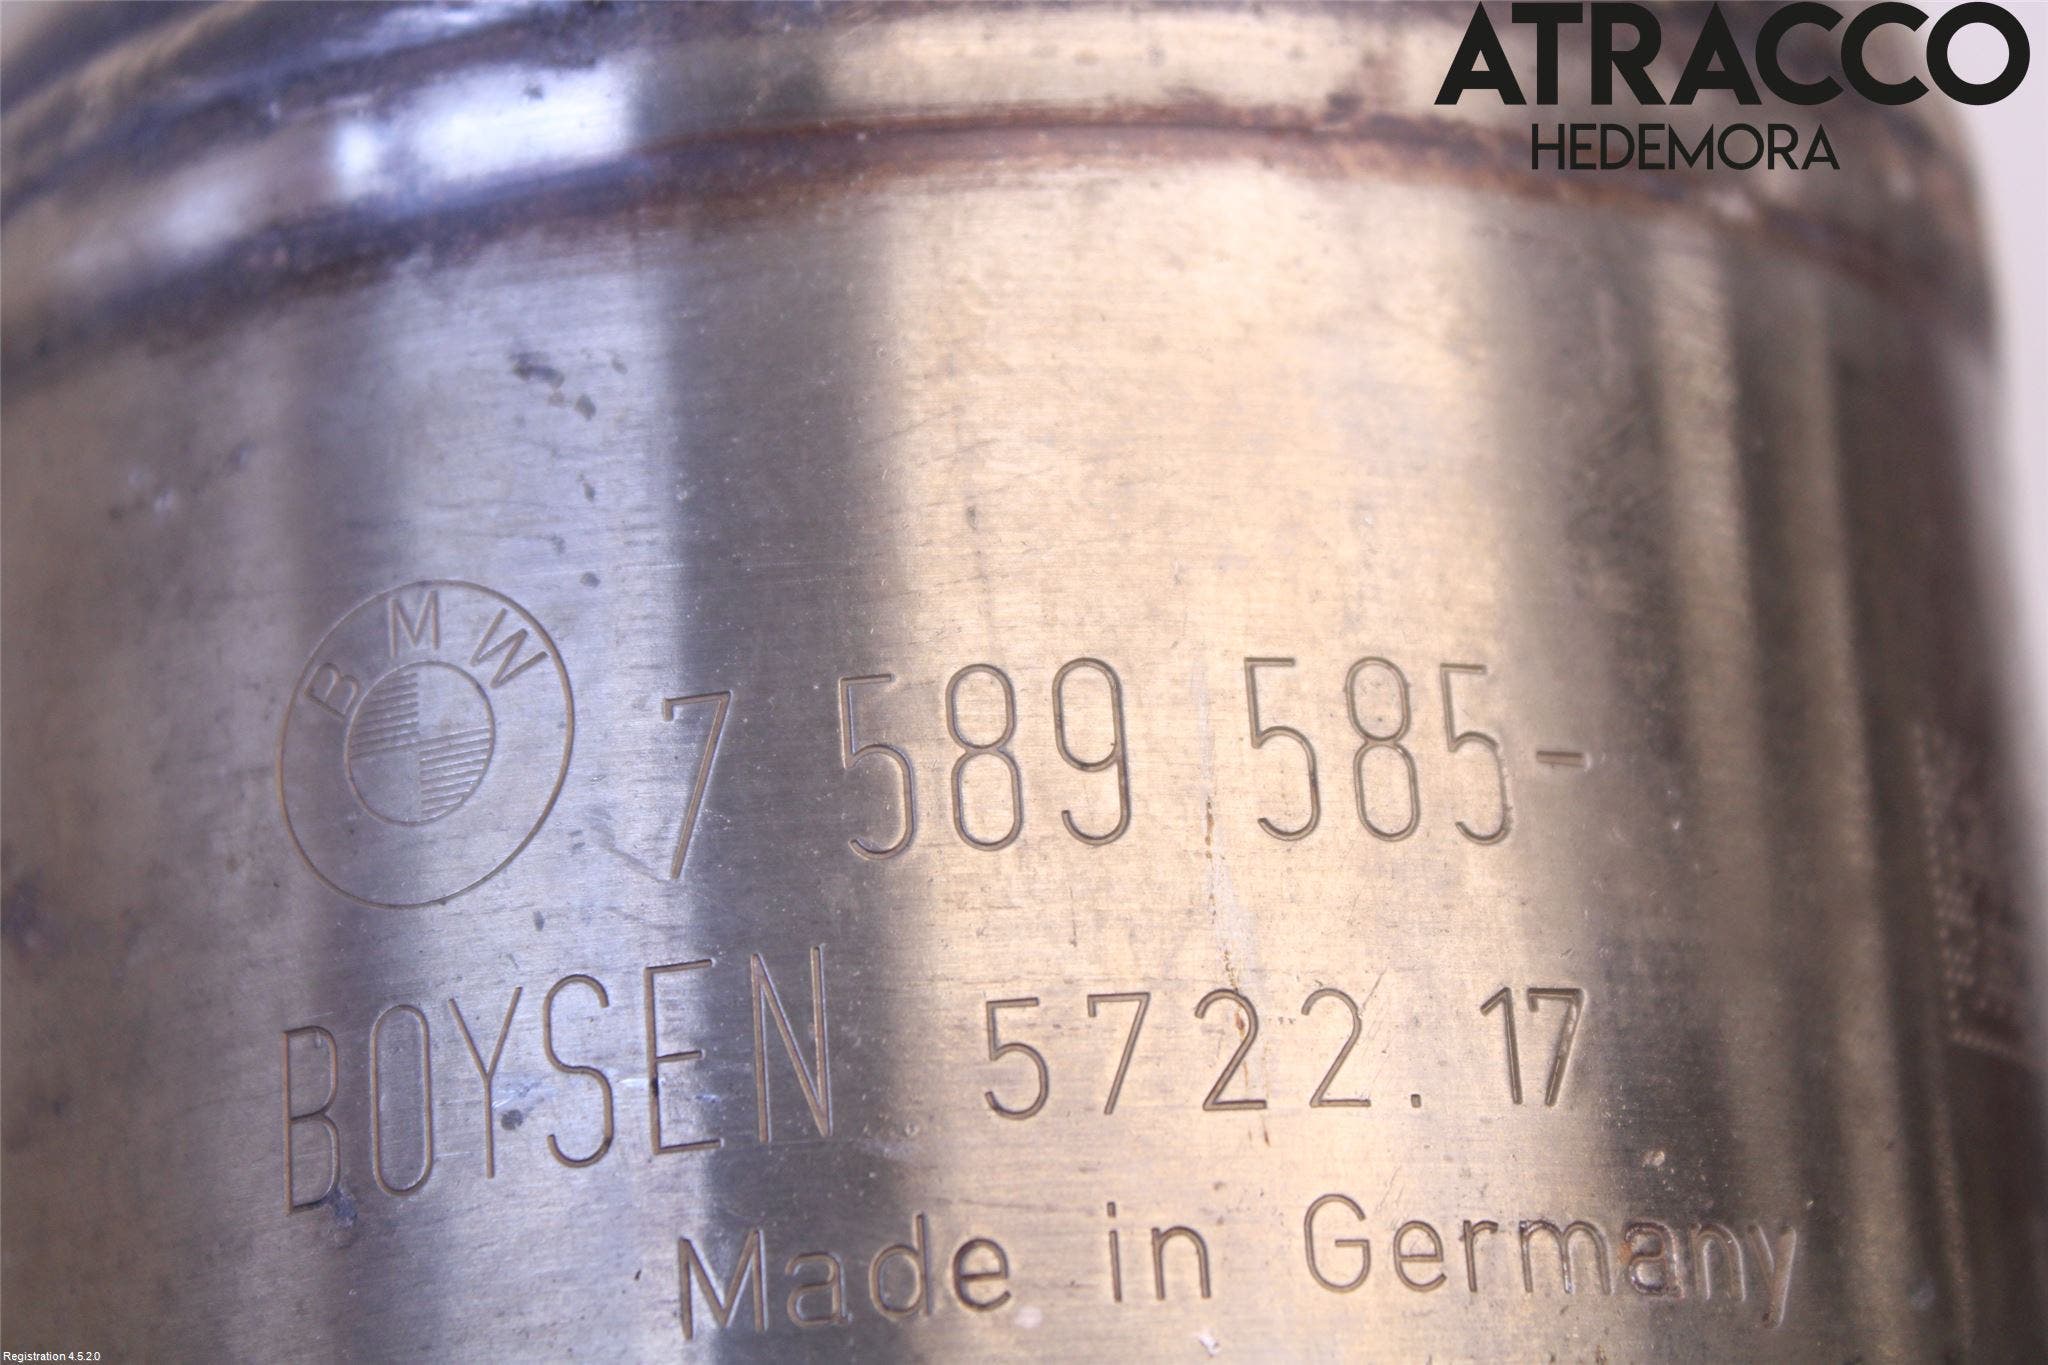 ATRACCO
HEDEMORA
BMW
7 589 585-
BOYSEN 5722.17
Made in Germany
Registration 4.5.2.0